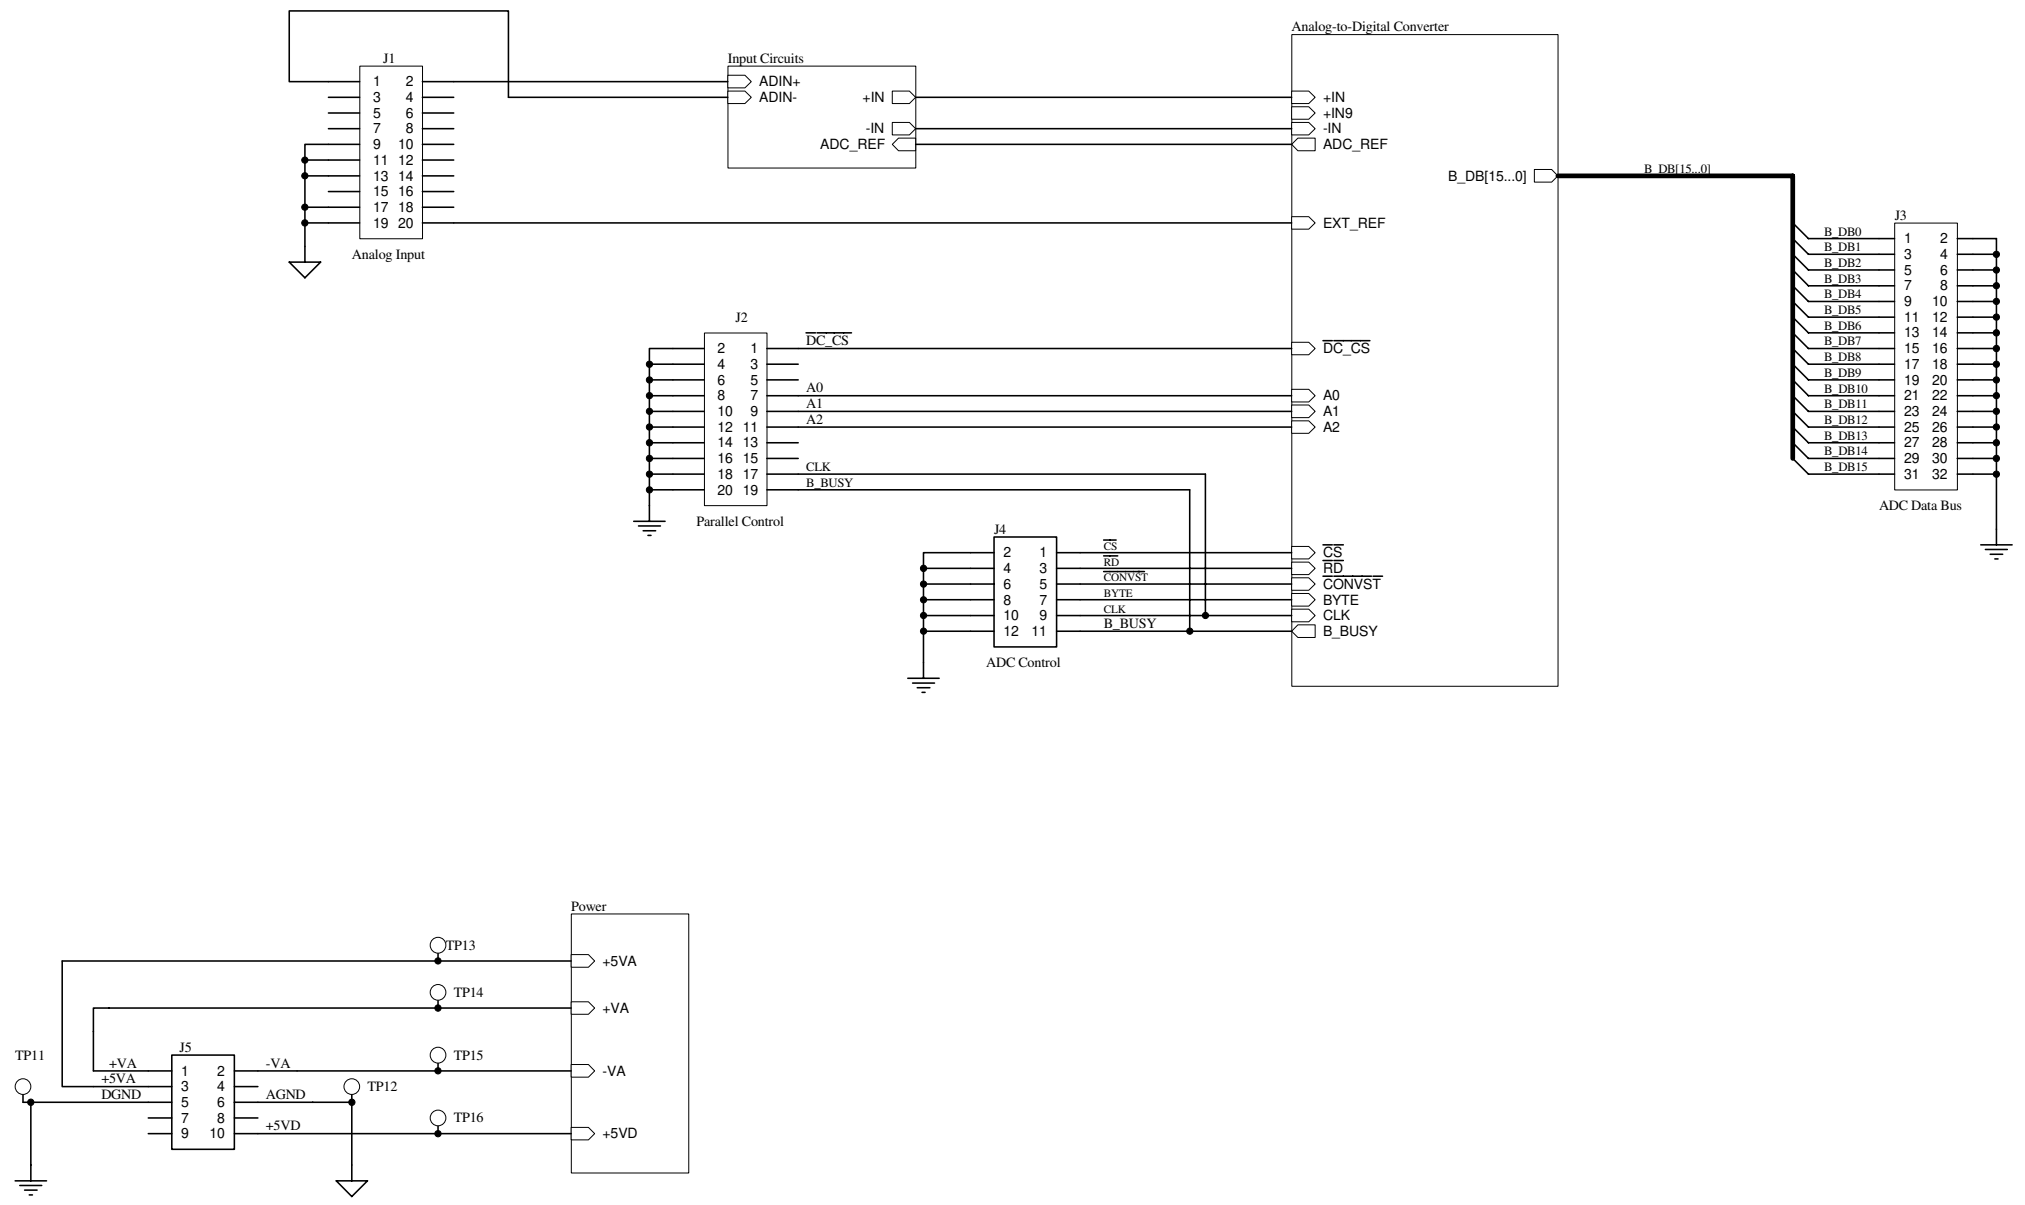 Analog-to-Digital Converter
J1
Input Circuits
1 2
3 4
5 6
7 8
9 10
11 12
13 14
15 16
17 18
19 20
Analog Input
ADIN+
ADIN-
+IN
-IN
ADC_REF
+IN
+IN9
-IN
ADC_REF
B_DB[15...0]
B_DB[15...0]
EXT_REF
J3
B_DB0 1 2
B_DB1 3 4
B_DB2 5 6
B_DB3 7 8
B_DB4 9 10
B_DB5 11 12
B_DB6 13 14
B_DB7 15 16
B_DB8 17 18
B_DB9 19 20
B_DB10 21 22
B_DB11 23 24
B_DB12 25 26
B_DB13 27 28
B_DB14 29 30
B_DB15 31 32
ADC Data Bus
J2
2 1 DC_CS DC_CS
4 3
6 5
8 7 A0 A0
10 9 A1 A1
12 11 A2 A2
14 13
16 15
18 17 CLK
20 19 B_BUSY
Parallel Control
J4
2 1 CS CS
4 3 RD RD
6 5 CONVST CONVST
8 7 BYTE BYTE
10 9 CLK CLK
12 11 B_BUSY B_BUSY
ADC Control
Power
TP13 +5VA
TP14 +VA
J5
TP11
TP15 -VA
TP12
TP16 +5VD
+VA 1 2 -VA
+5VA 3 4
DGND 5 6 AGND
7 8
9 10 +5VD